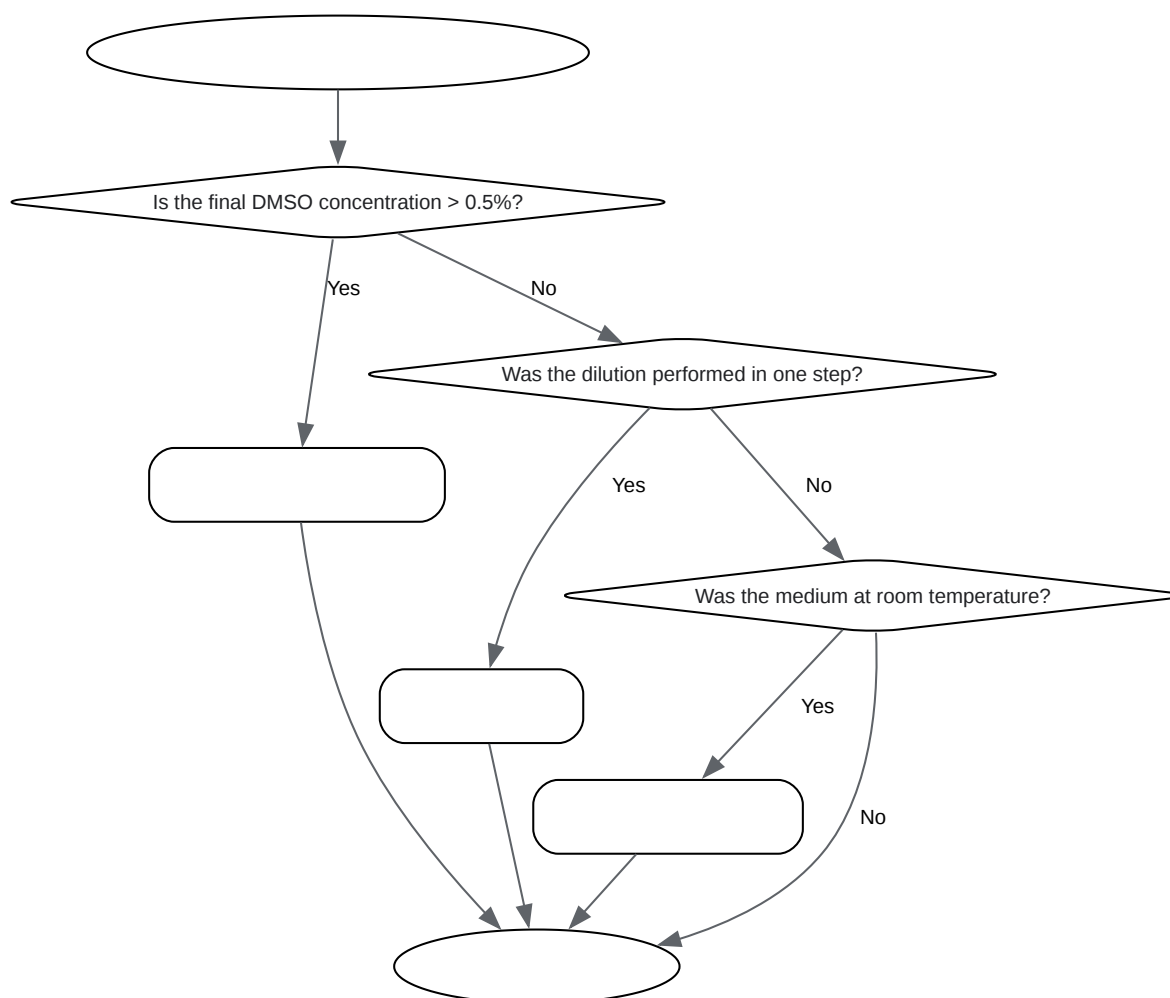 Is the final DMSO concentration > 0.5%?
Yes
No
Was the dilution performed in one step?
Yes
No
Was the medium at room temperature?
Yes
No